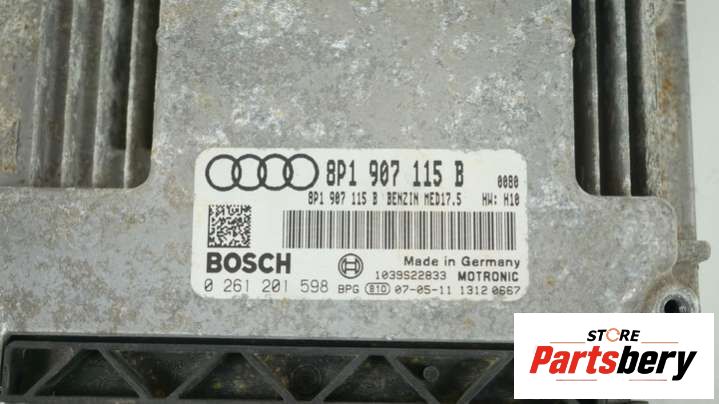 8P1 907 115 B 0080
8P1 907 115 B BENZIN MED17.5 HW: H10
Made in Germany
BOSCH 1039S22833 MOTRONIC
0 261 201 598 BPG 810 07-05-11 1312 0667
STORE
Partsbery